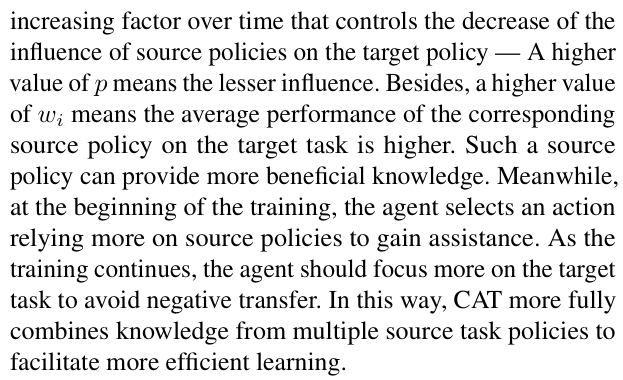 increasing factor over time that controls the decrease of the
influence of source policies on the target policy — A higher
value of p means the lesser influence. Besides, a higher value
of w_i means the average performance of the corresponding
source policy on the target task is higher. Such a source
policy can provide more beneficial knowledge. Meanwhile,
at the beginning of the training, the agent selects an action
relying more on source policies to gain assistance. As the
training continues, the agent should focus more on the target
task to avoid negative transfer. In this way, CAT more fully
combines knowledge from multiple source task policies to
facilitate more efficient learning.